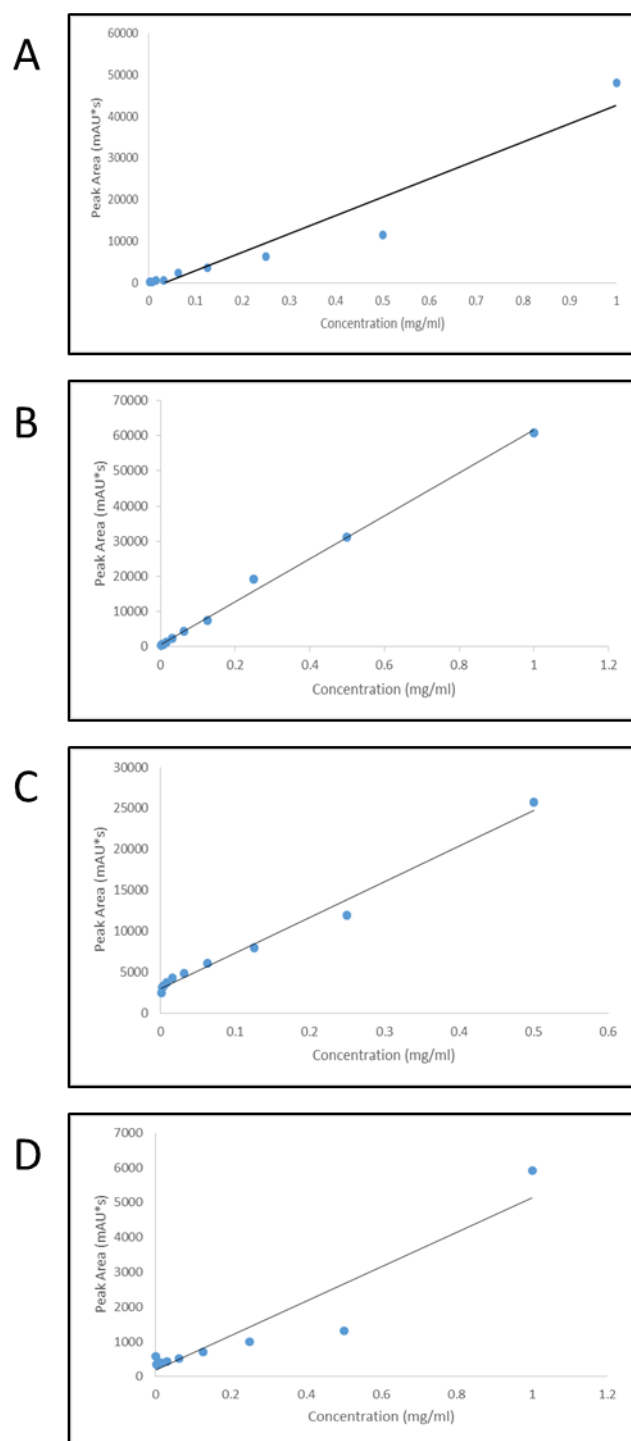 A
60000
50000
40000
30000
20000
10000
0
Peak Area (mAU*s)
0 0.1 0.2 0.3 0.4 0.5 0.6 0.7 0.8 0.9 1
Concentration (mg/ml)
B
70000
60000
50000
40000
30000
20000
10000
0
Peak Area (mAU*s)
0 0.2 0.4 0.6 0.8 1 1.2
Concentration (mg/ml)
C
30000
25000
20000
15000
10000
5000
0
Peak Area (mAU*s)
0 0.1 0.2 0.3 0.4 0.5 0.6
Concentration (mg/ml)
D
7000
6000
5000
4000
3000
2000
1000
0
Peak Area (mAU*s)
0 0.2 0.4 0.6 0.8 1 1.2
Concentration (mg/ml)